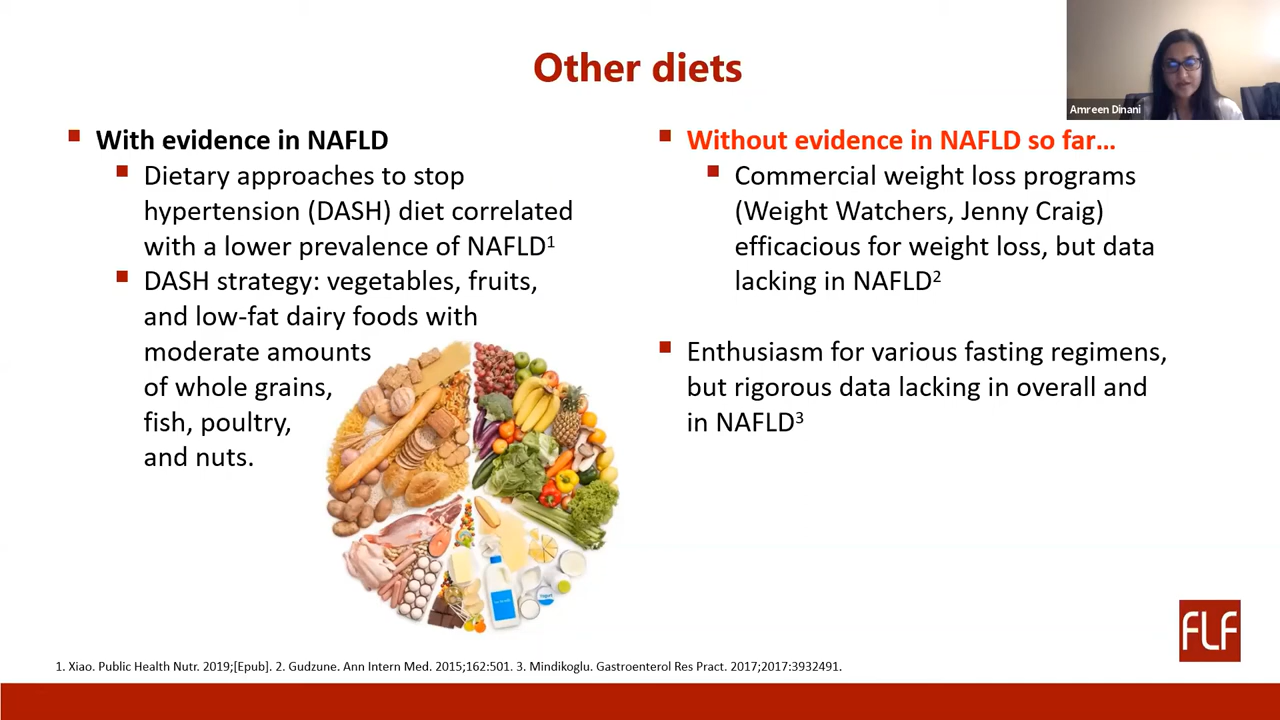 Other diets
Amreen Dinani
With evidence in NAFLD
Dietary approaches to stop
hypertension (DASH) diet correlated
with a lower prevalence of NAFLD1
DASH strategy: vegetables, fruits,
and low-fat dairy foods with
moderate amounts
of whole grains,
fish, poultry,
and nuts.
Without evidence in NAFLD so far…
Commercial weight loss programs
(Weight Watchers, Jenny Craig)
efficacious for weight loss, but data
lacking in NAFLD2
Enthusiasm for various fasting regimens,
but rigorous data lacking in overall and
in NAFLD3
FLF
1. Xiao. Public Health Nutr. 2019;[Epub]. 2. Gudzune. Ann Intern Med. 2015;162:501. 3. Mindikoglu. Gastroenterol Res Pract. 2017;2017:3932491.